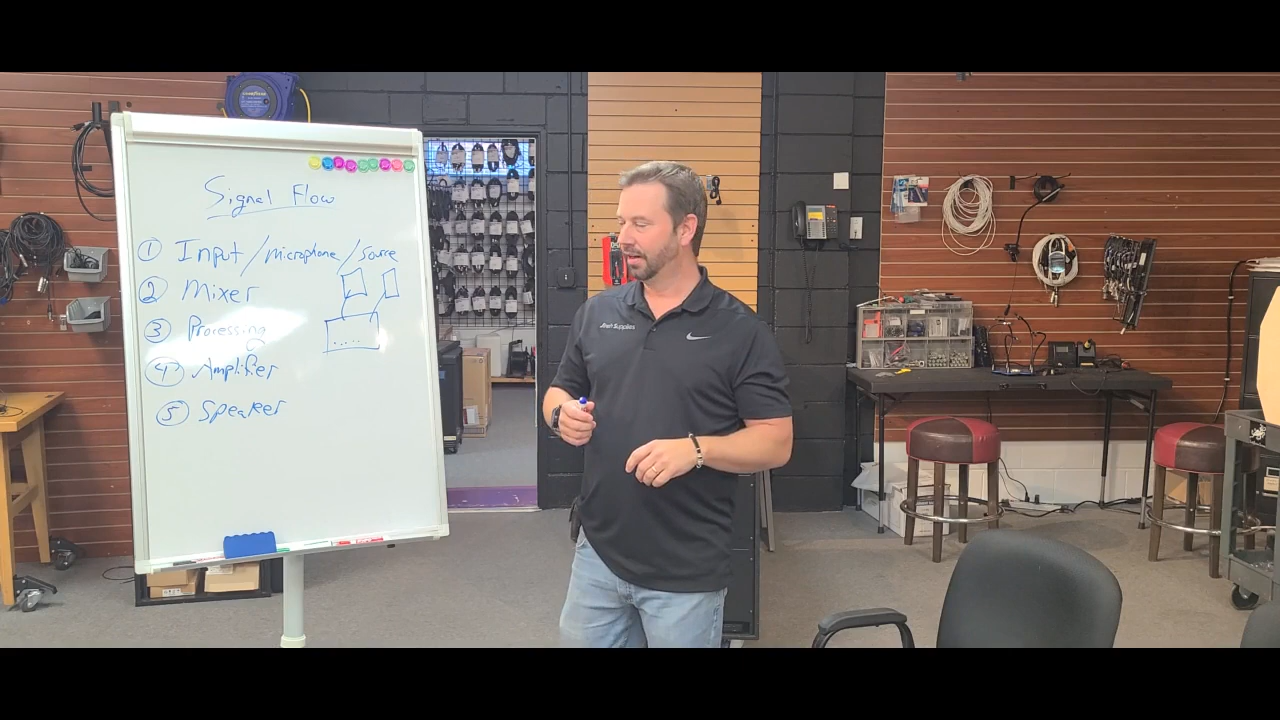 Signal Flow
1 Input/Microphone/Source
2 Mixer
3 Processing
4 Amplifier
5 Speaker